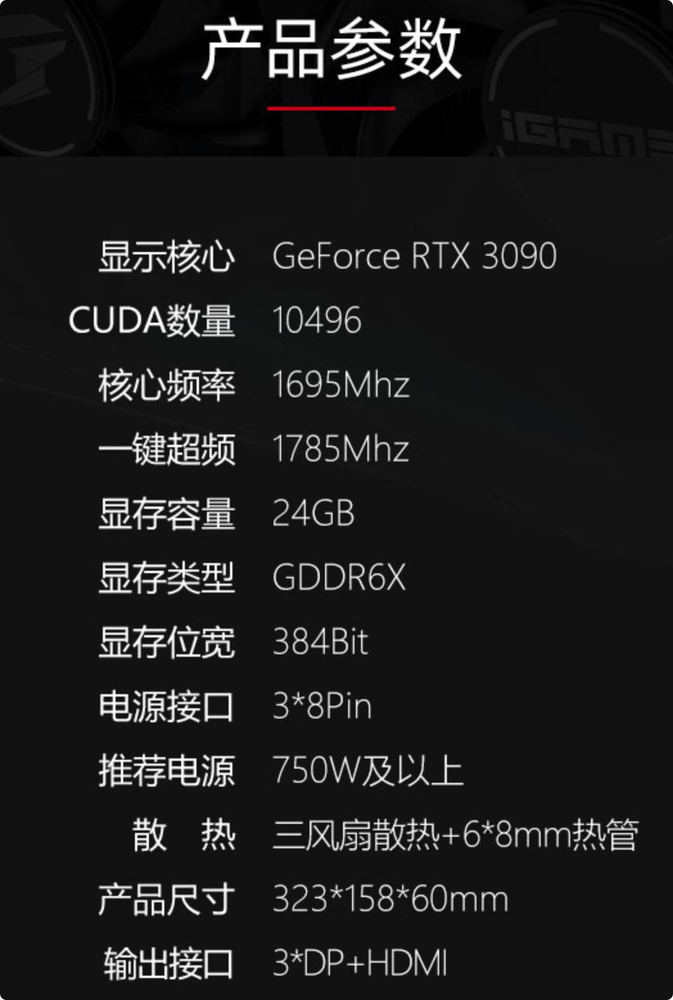 产品参数
iGAME
显示核心 GeForce RTX 3090
CUDA数量 10496
核心频率 1695Mhz
一键超频 1785Mhz
显存容量 24GB
显存类型 GDDR6X
显存位宽 384Bit
电源接口 3*8Pin
推荐电源 750W及以上
散 热 三风扇散热+6*8mm热管
产品尺寸 323*158*60mm
输出接口 3*DP+HDMI